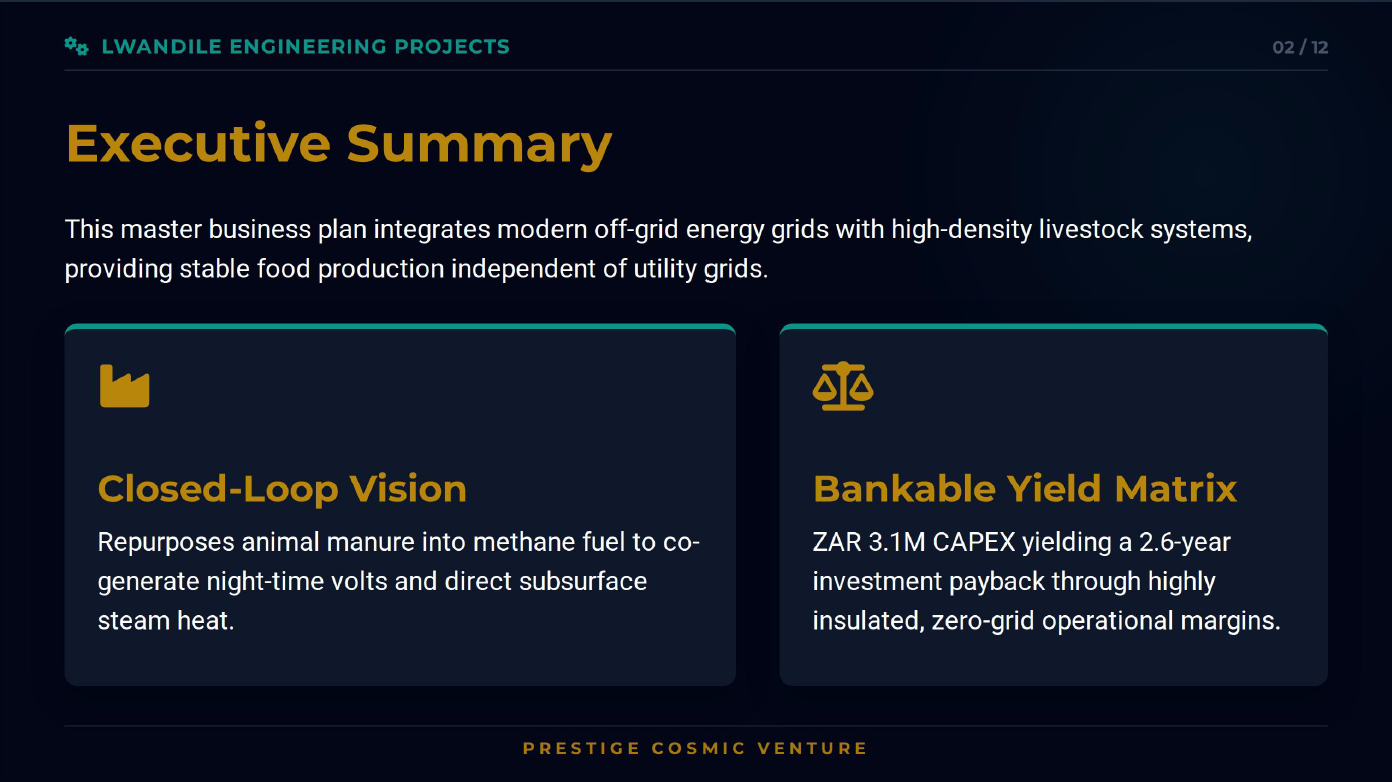 LWANDILE ENGINEERING PROJECTS
02 / 12
Executive Summary
This master business plan integrates modern off-grid energy grids with high-density livestock systems,
providing stable food production independent of utility grids.
Closed-Loop Vision
Repurposes animal manure into methane fuel to co-
generate night-time volts and direct subsurface
steam heat.
Bankable Yield Matrix
ZAR 3.1M CAPEX yielding a 2.6-year
investment payback through highly
insulated, zero-grid operational margins.
PRESTIGE COSMIC VENTURE